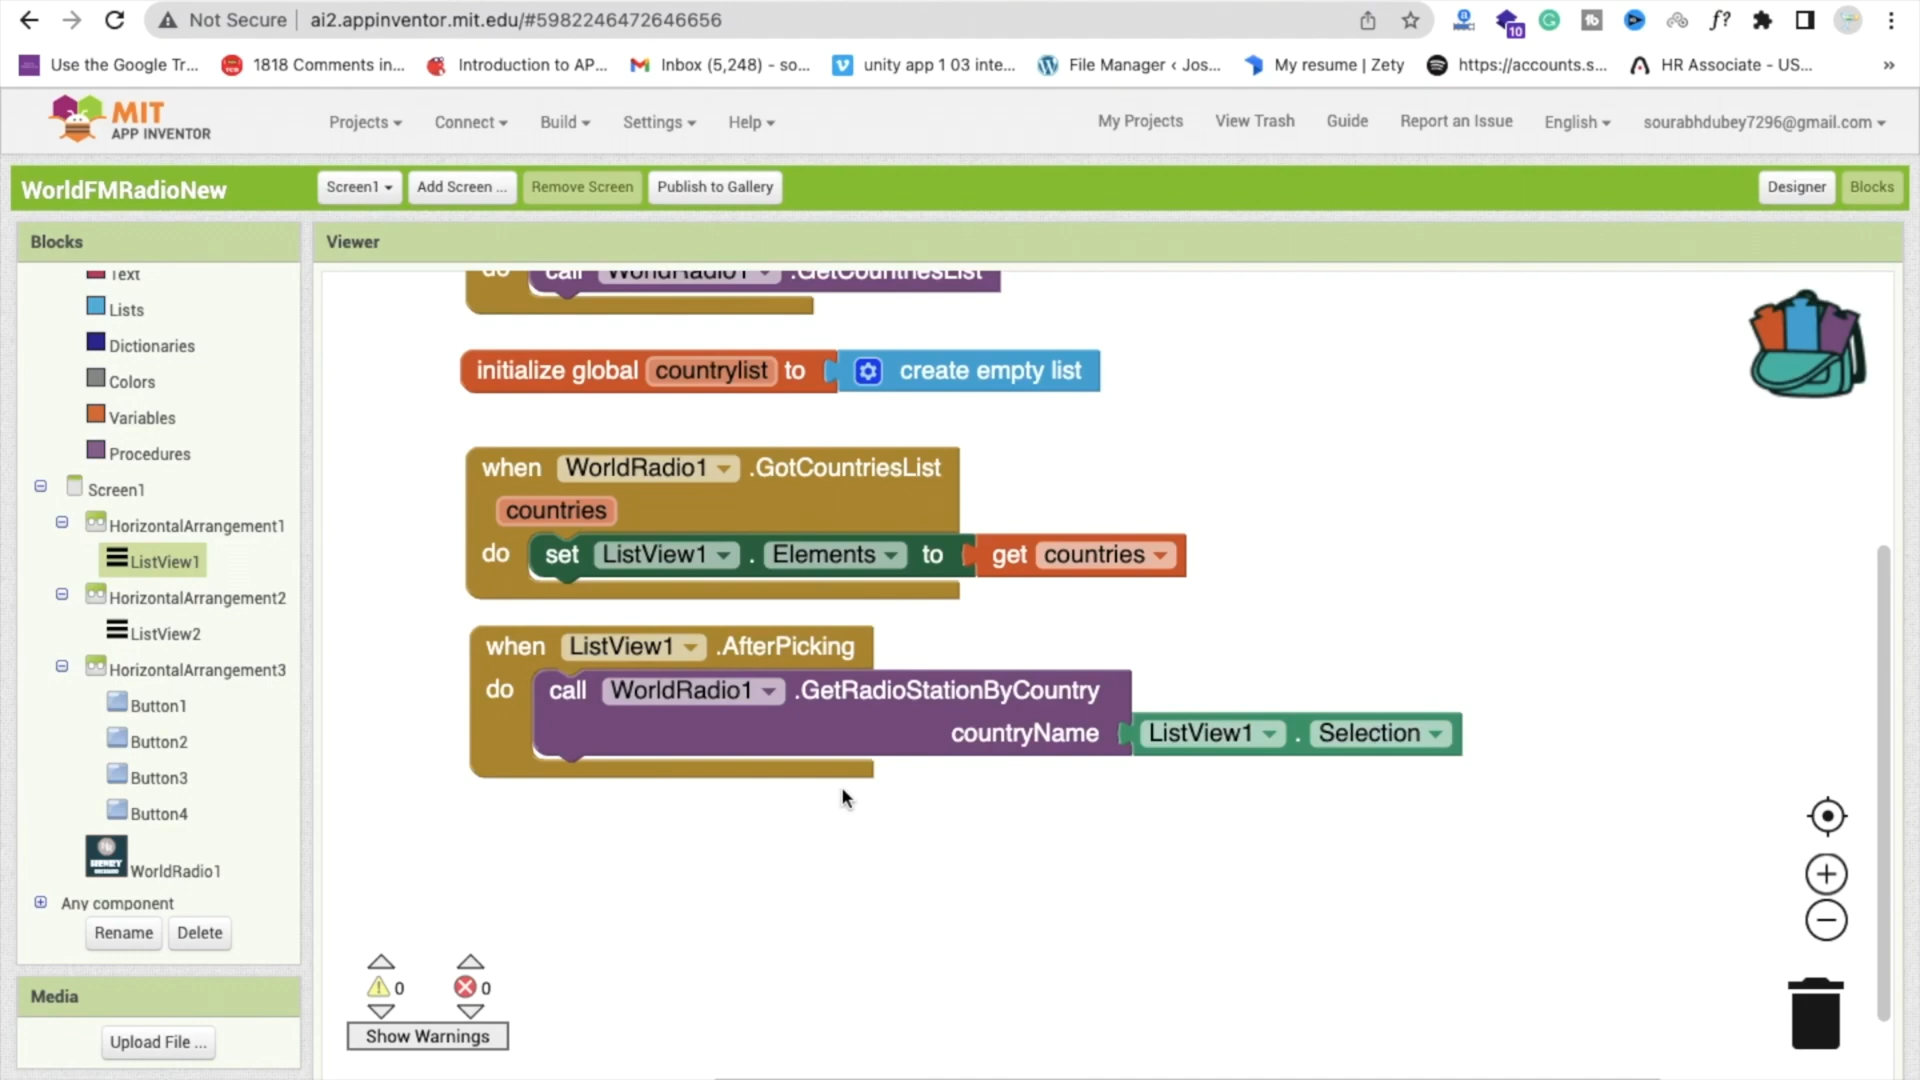 Not Secure | ai2.appinventor.mit.edu/#5982246472646656
10
Use the Google Tr... 1818 Comments in... Introduction to AP... Inbox (5,248) - so... unity app 1 03 inte... File Manager ‹ Jos... My resume | Zety https://accounts.s... HR Associate - US... »
MIT APP INVENTOR
Projects Connect Build Settings Help My Projects View Trash Guide Report an Issue English sourabhdubey7296@gmail.com
WorldFMRadioNew Screen1 Add Screen ... Remove Screen Publish to Gallery Designer Blocks
Blocks
Viewer
Text
Lists
Dictionaries
Colors
Variables
Procedures
Screen1
HorizontalArrangement1
ListView1
HorizontalArrangement2
ListView2
HorizontalArrangement3
Button1
Button2
Button3
Button4
WorldRadio1
Any component
Rename Delete
Media
Upload File ...
do call WorldRadio1 .GetCountriesList
initialize global countrylist to create empty list
when WorldRadio1 .GotCountriesList
countries
do set ListView1 . Elements to get countries
when ListView1 .AfterPicking
do call WorldRadio1 .GetRadioStationByCountry
countryName ListView1 . Selection
0 0
Show Warnings